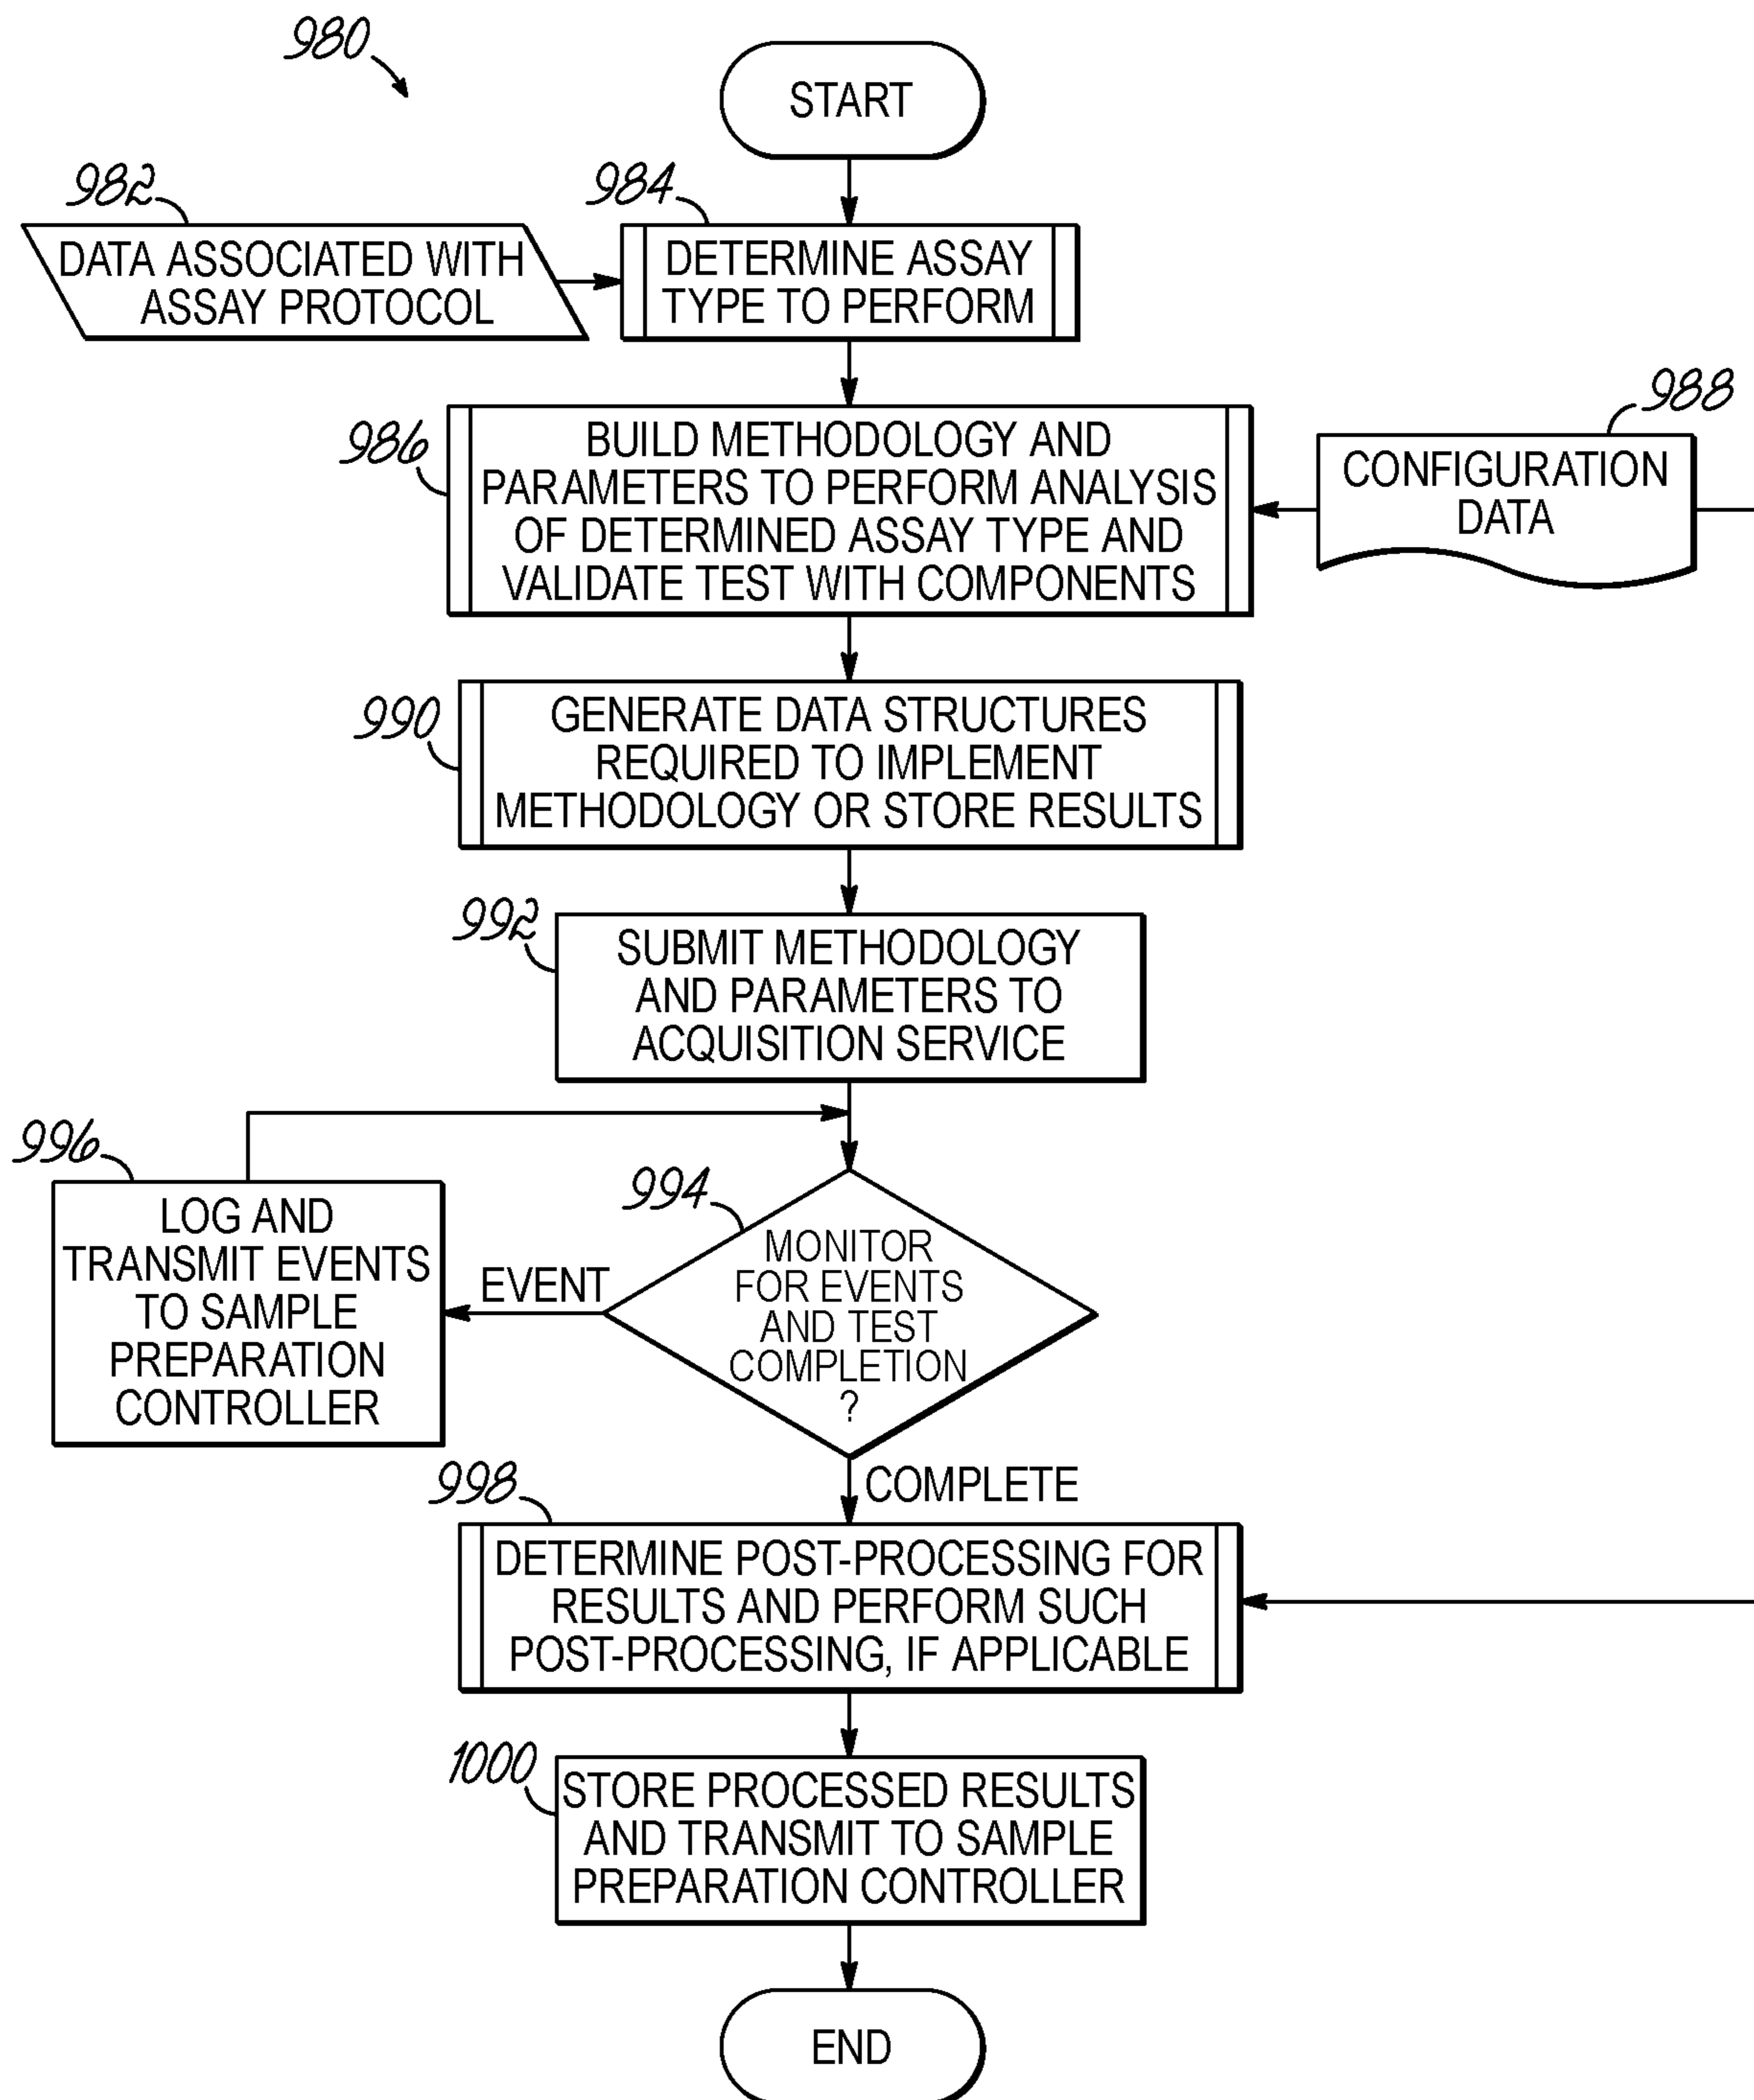 980
START
982
984
DATA ASSOCIATED WITH
ASSAY PROTOCOL
DETERMINE ASSAY
TYPE TO PERFORM
986
BUILD METHODOLOGY AND
PARAMETERS TO PERFORM ANALYSIS
OF DETERMINED ASSAY TYPE AND
VALIDATE TEST WITH COMPONENTS
988
CONFIGURATION
DATA
990
GENERATE DATA STRUCTURES
REQUIRED TO IMPLEMENT
METHODOLOGY OR STORE RESULTS
992
SUBMIT METHODOLOGY
AND PARAMETERS TO
ACQUISITION SERVICE
996
LOG AND
TRANSMIT EVENTS
TO SAMPLE
PREPARATION
CONTROLLER
EVENT
994
MONITOR
FOR EVENTS
AND TEST
COMPLETION
?
COMPLETE
998
DETERMINE POST-PROCESSING FOR
RESULTS AND PERFORM SUCH
POST-PROCESSING, IF APPLICABLE
1000
STORE PROCESSED RESULTS
AND TRANSMIT TO SAMPLE
PREPARATION CONTROLLER
END